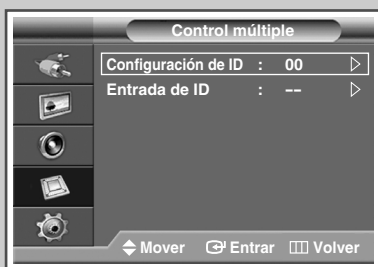 Control múltiple
Configuración de ID : 00
Entrada de ID : --
Mover Entrar Volver